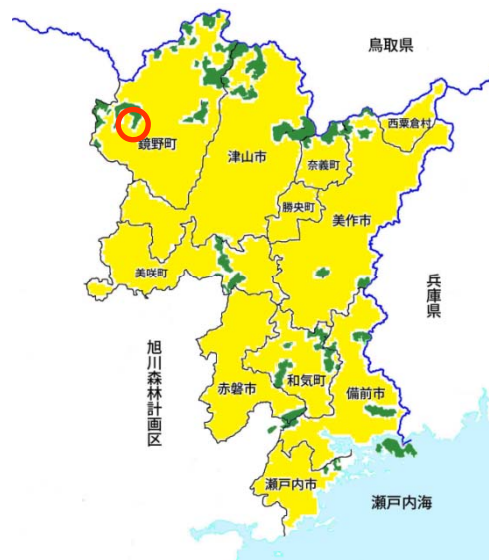 鳥取県
西粟倉村
鏡野町
津山市
奈義町
勝央町
美作市
美咲町
兵庫県
旭川森林計画区
赤磐市
和気町
備前市
瀬戸内市
瀬戸内海